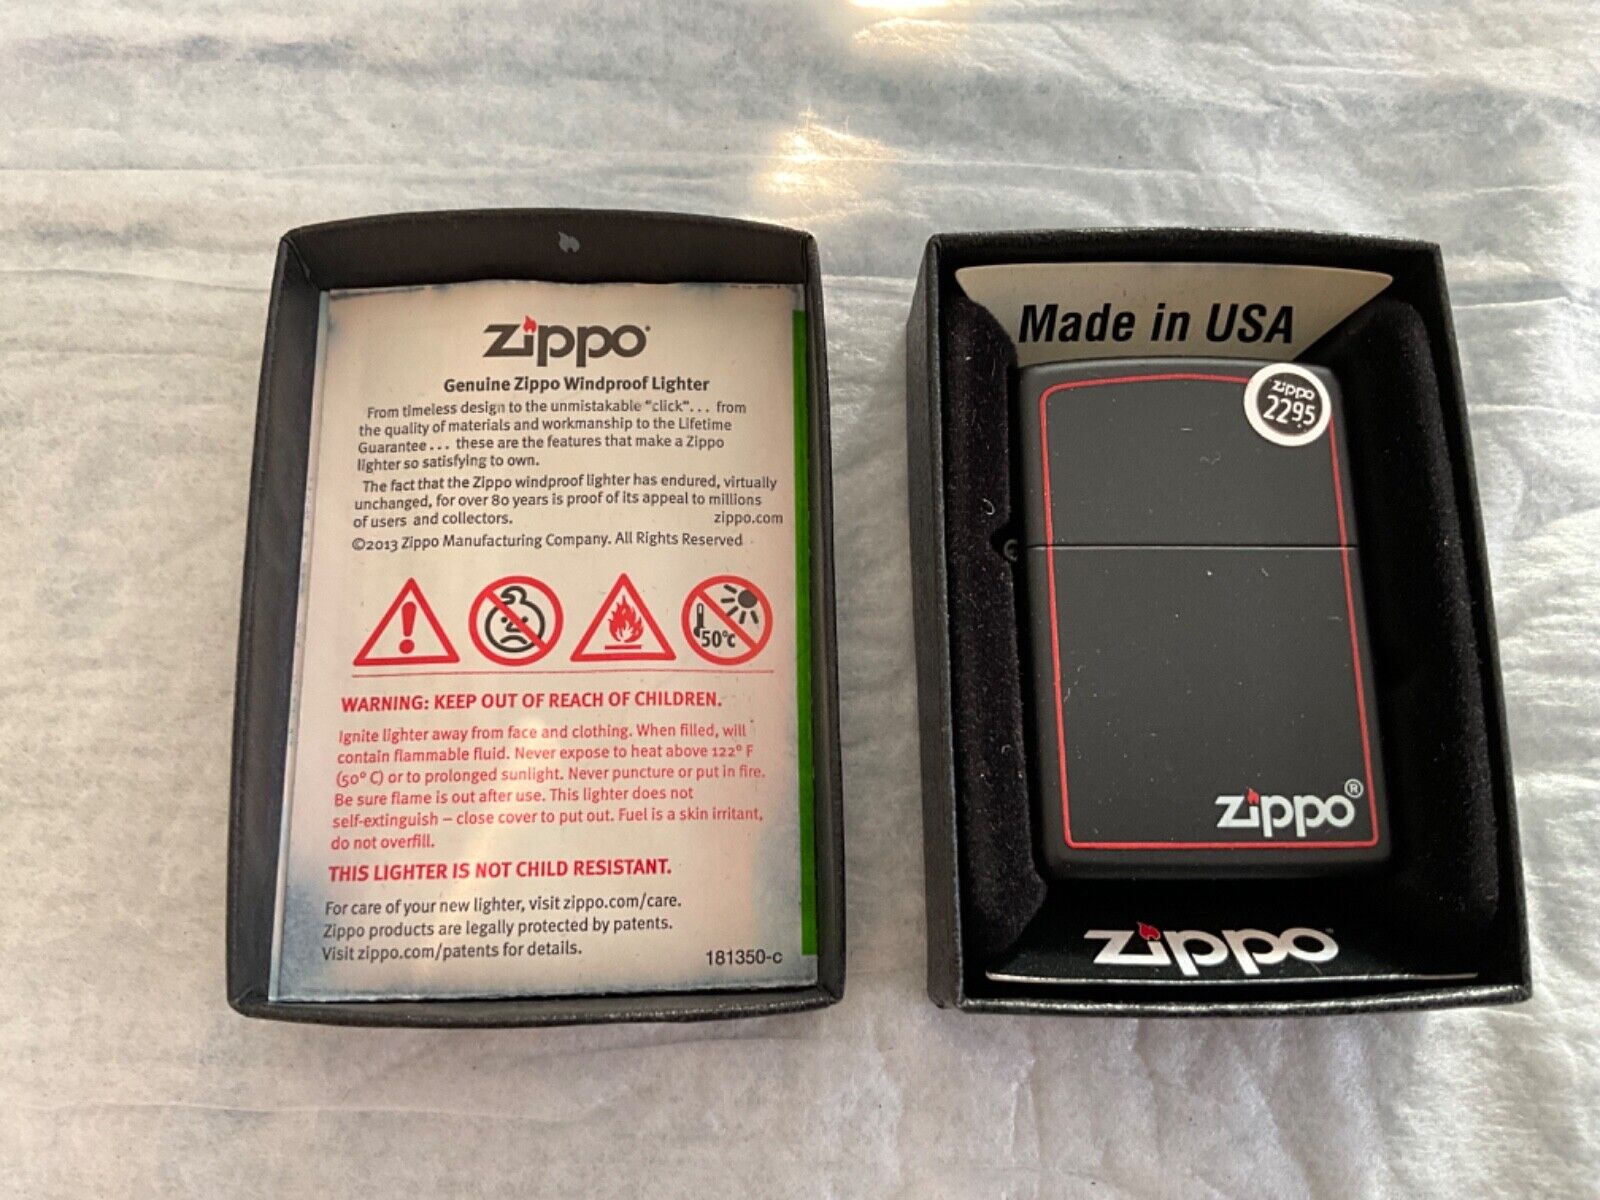 zippo
Genuine Zippo Windproof Lighter
From timeless design to the unmistakable "click"... from
the quality of materials and workmanship to the Lifetime
Guarantee ... these are the features that make a Zippo
lighter so satisfying to own.
The fact that the Zippo windproof lighter has endured, virtually
unchanged, for over 80 years is proof of its appeal to millions
of users and collectors. zippo.com
©2013 Zippo Manufacturing Company. All Rights Reserved
50°C
WARNING: KEEP OUT OF REACH OF CHILDREN.
Ignite lighter away from face and clothing. When filled, will
contain flammable fluid. Never expose to heat above 122° F
(50° C) or to prolonged sunlight. Never puncture or put in fire.
Be sure flame is out after use. This lighter does not
self-extinguish – close cover to put out. Fuel is a skin irritant,
do not overfill.
THIS LIGHTER IS NOT CHILD RESISTANT.
For care of your new lighter, visit zippo.com/care.
Zippo products are legally protected by patents.
Visit zippo.com/patents for details.
181350-c
Made in USA
zippo
2295
zippo®
zippo